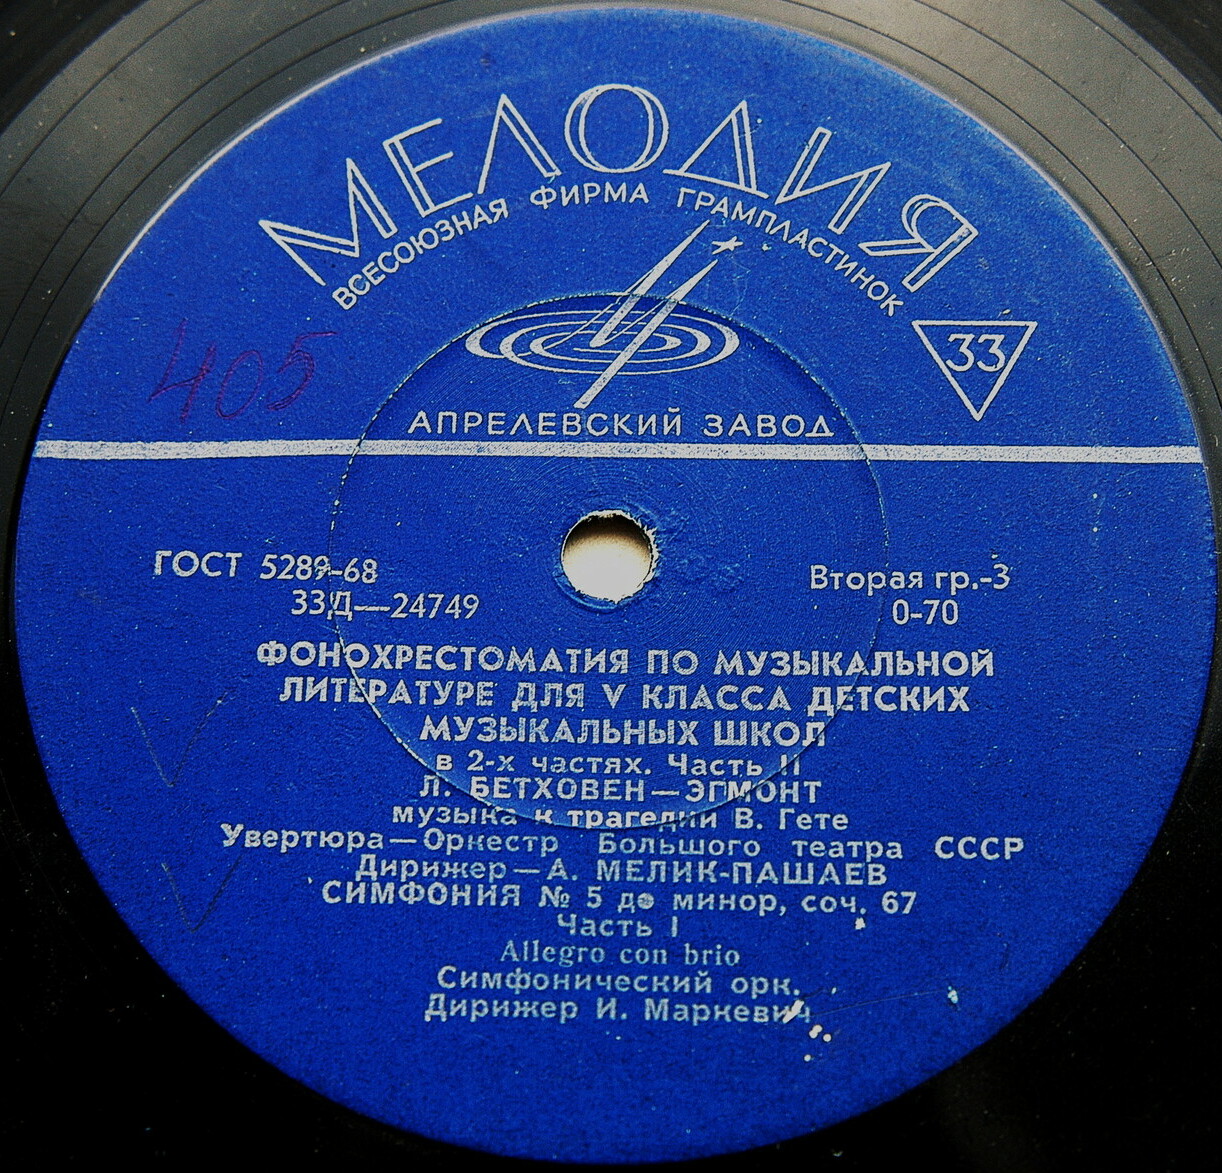 МЕЛОДИЯ
ВСЕСОЮЗНАЯ ФИРМА ГРАМПЛАСТИНОК
33
405
АПРЕЛЕВСКИЙ ЗАВОД
ГОСТ 5289-68
Вторая гр.-3
33Д—24749
0-70
ФОНОХРЕСТОМАТИЯ ПО МУЗЫКАЛЬНОЙ
ЛИТЕРАТУРЕ ДЛЯ V КЛАССА ДЕТСКИХ
МУЗЫКАЛЬНЫХ ШКОЛ
в 2-х частях. Часть II
Л. БЕТХОВЕН—ЭГМОНТ
музыка к трагедии В. Гете
Увертюра—Оркестр Большого театра СССР
Дирижер—А. МЕЛИК-ПАШАЕВ
СИМФОНИЯ № 5 до минор, соч. 67
Часть I
Allegro con brio
Симфонический орк.
Дирижер И. Маркевич